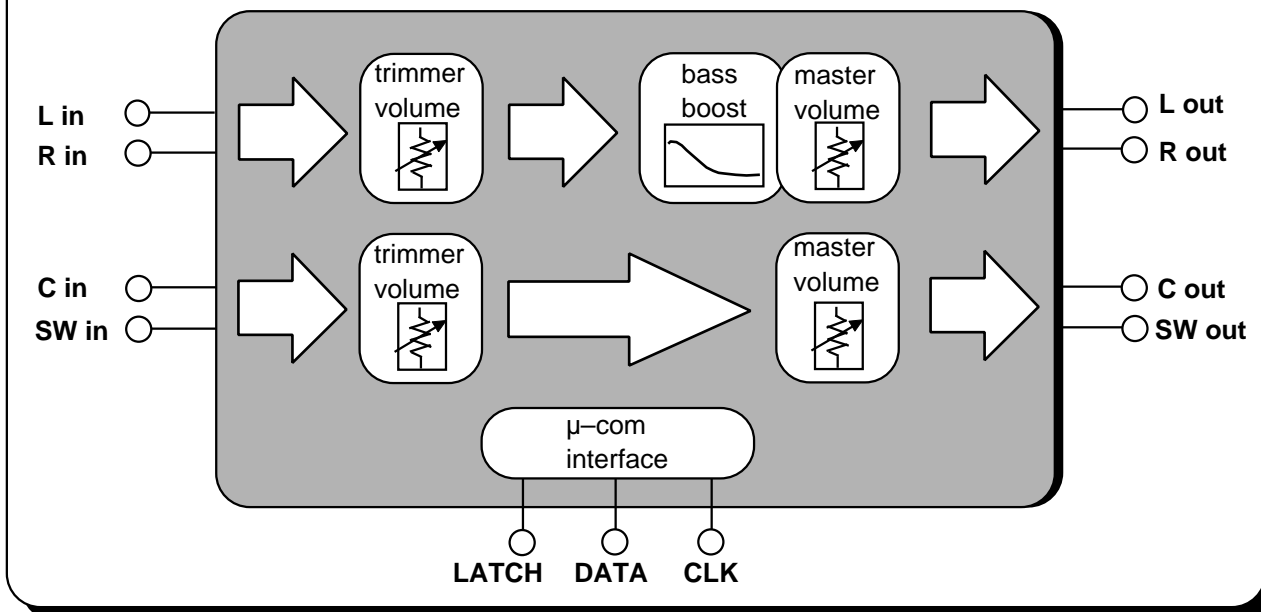 trimmer
volume
bass
boost
master
volume
L in
R in
L out
R out
trimmer
volume
master
volume
C in
SW in
C out
SW out
µ–com
interface
LATCH
DATA
CLK